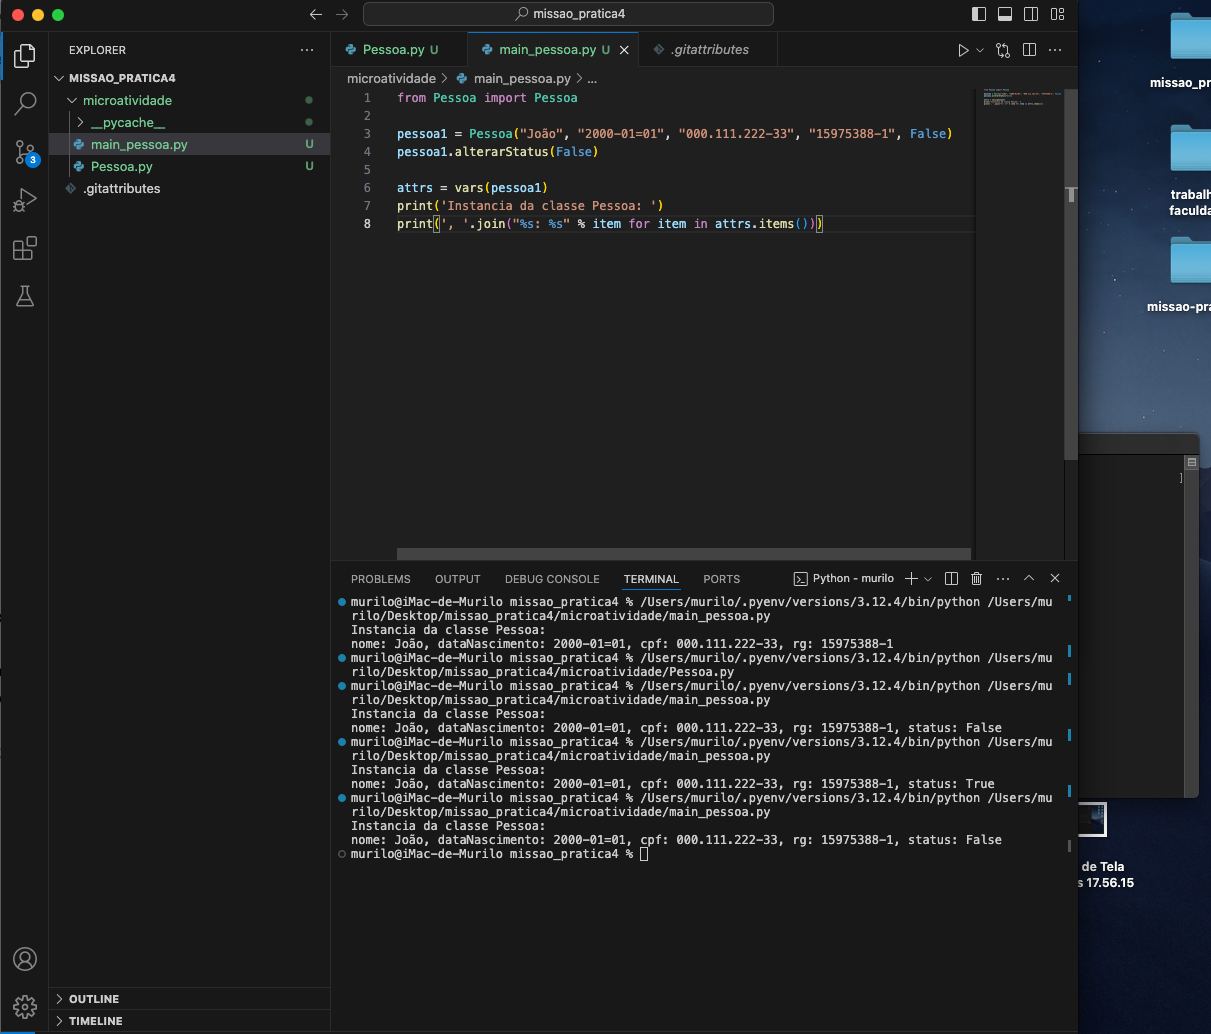 missao_pratica4
EXPLORER
MISSAO_PRATICA4
microatividade
__pycache__
main_pessoa.py U
Pessoa.py U
.gitattributes
3
OUTLINE
TIMELINE
Pessoa.py U
main_pessoa.py U
.gitattributes
microatividade > main_pessoa.py > ...
1 from Pessoa import Pessoa
2
3 pessoa1 = Pessoa("João", "2000-01=01", "000.111.222-33", "15975388-1", False)
4 pessoa1.alterarStatus(False)
5
6 attrs = vars(pessoa1)
7 print('Instancia da classe Pessoa: ')
8 print(', '.join("%s: %s" % item for item in attrs.items()))
PROBLEMS OUTPUT DEBUG CONSOLE TERMINAL PORTS
Python - murilo
murilo@iMac-de-Murilo missao_pratica4 % /Users/murilo/.pyenv/versions/3.12.4/bin/python /Users/mu
rilo/Desktop/missao_pratica4/microatividade/main_pessoa.py
Instancia da classe Pessoa:
nome: João, dataNascimento: 2000-01=01, cpf: 000.111.222-33, rg: 15975388-1
murilo@iMac-de-Murilo missao_pratica4 % /Users/murilo/.pyenv/versions/3.12.4/bin/python /Users/mu
rilo/Desktop/missao_pratica4/microatividade/Pessoa.py
murilo@iMac-de-Murilo missao_pratica4 % /Users/murilo/.pyenv/versions/3.12.4/bin/python /Users/mu
rilo/Desktop/missao_pratica4/microatividade/main_pessoa.py
Instancia da classe Pessoa:
nome: João, dataNascimento: 2000-01=01, cpf: 000.111.222-33, rg: 15975388-1, status: False
murilo@iMac-de-Murilo missao_pratica4 % /Users/murilo/.pyenv/versions/3.12.4/bin/python /Users/mu
rilo/Desktop/missao_pratica4/microatividade/main_pessoa.py
Instancia da classe Pessoa:
nome: João, dataNascimento: 2000-01=01, cpf: 000.111.222-33, rg: 15975388-1, status: True
murilo@iMac-de-Murilo missao_pratica4 % /Users/murilo/.pyenv/versions/3.12.4/bin/python /Users/mu
rilo/Desktop/missao_pratica4/microatividade/main_pessoa.py
Instancia da classe Pessoa:
nome: João, dataNascimento: 2000-01=01, cpf: 000.111.222-33, rg: 15975388-1, status: False
murilo@iMac-de-Murilo missao_pratica4 %
missao_pr
trabalh
faculda
missao-pra
]
de Tela
s 17.56.15